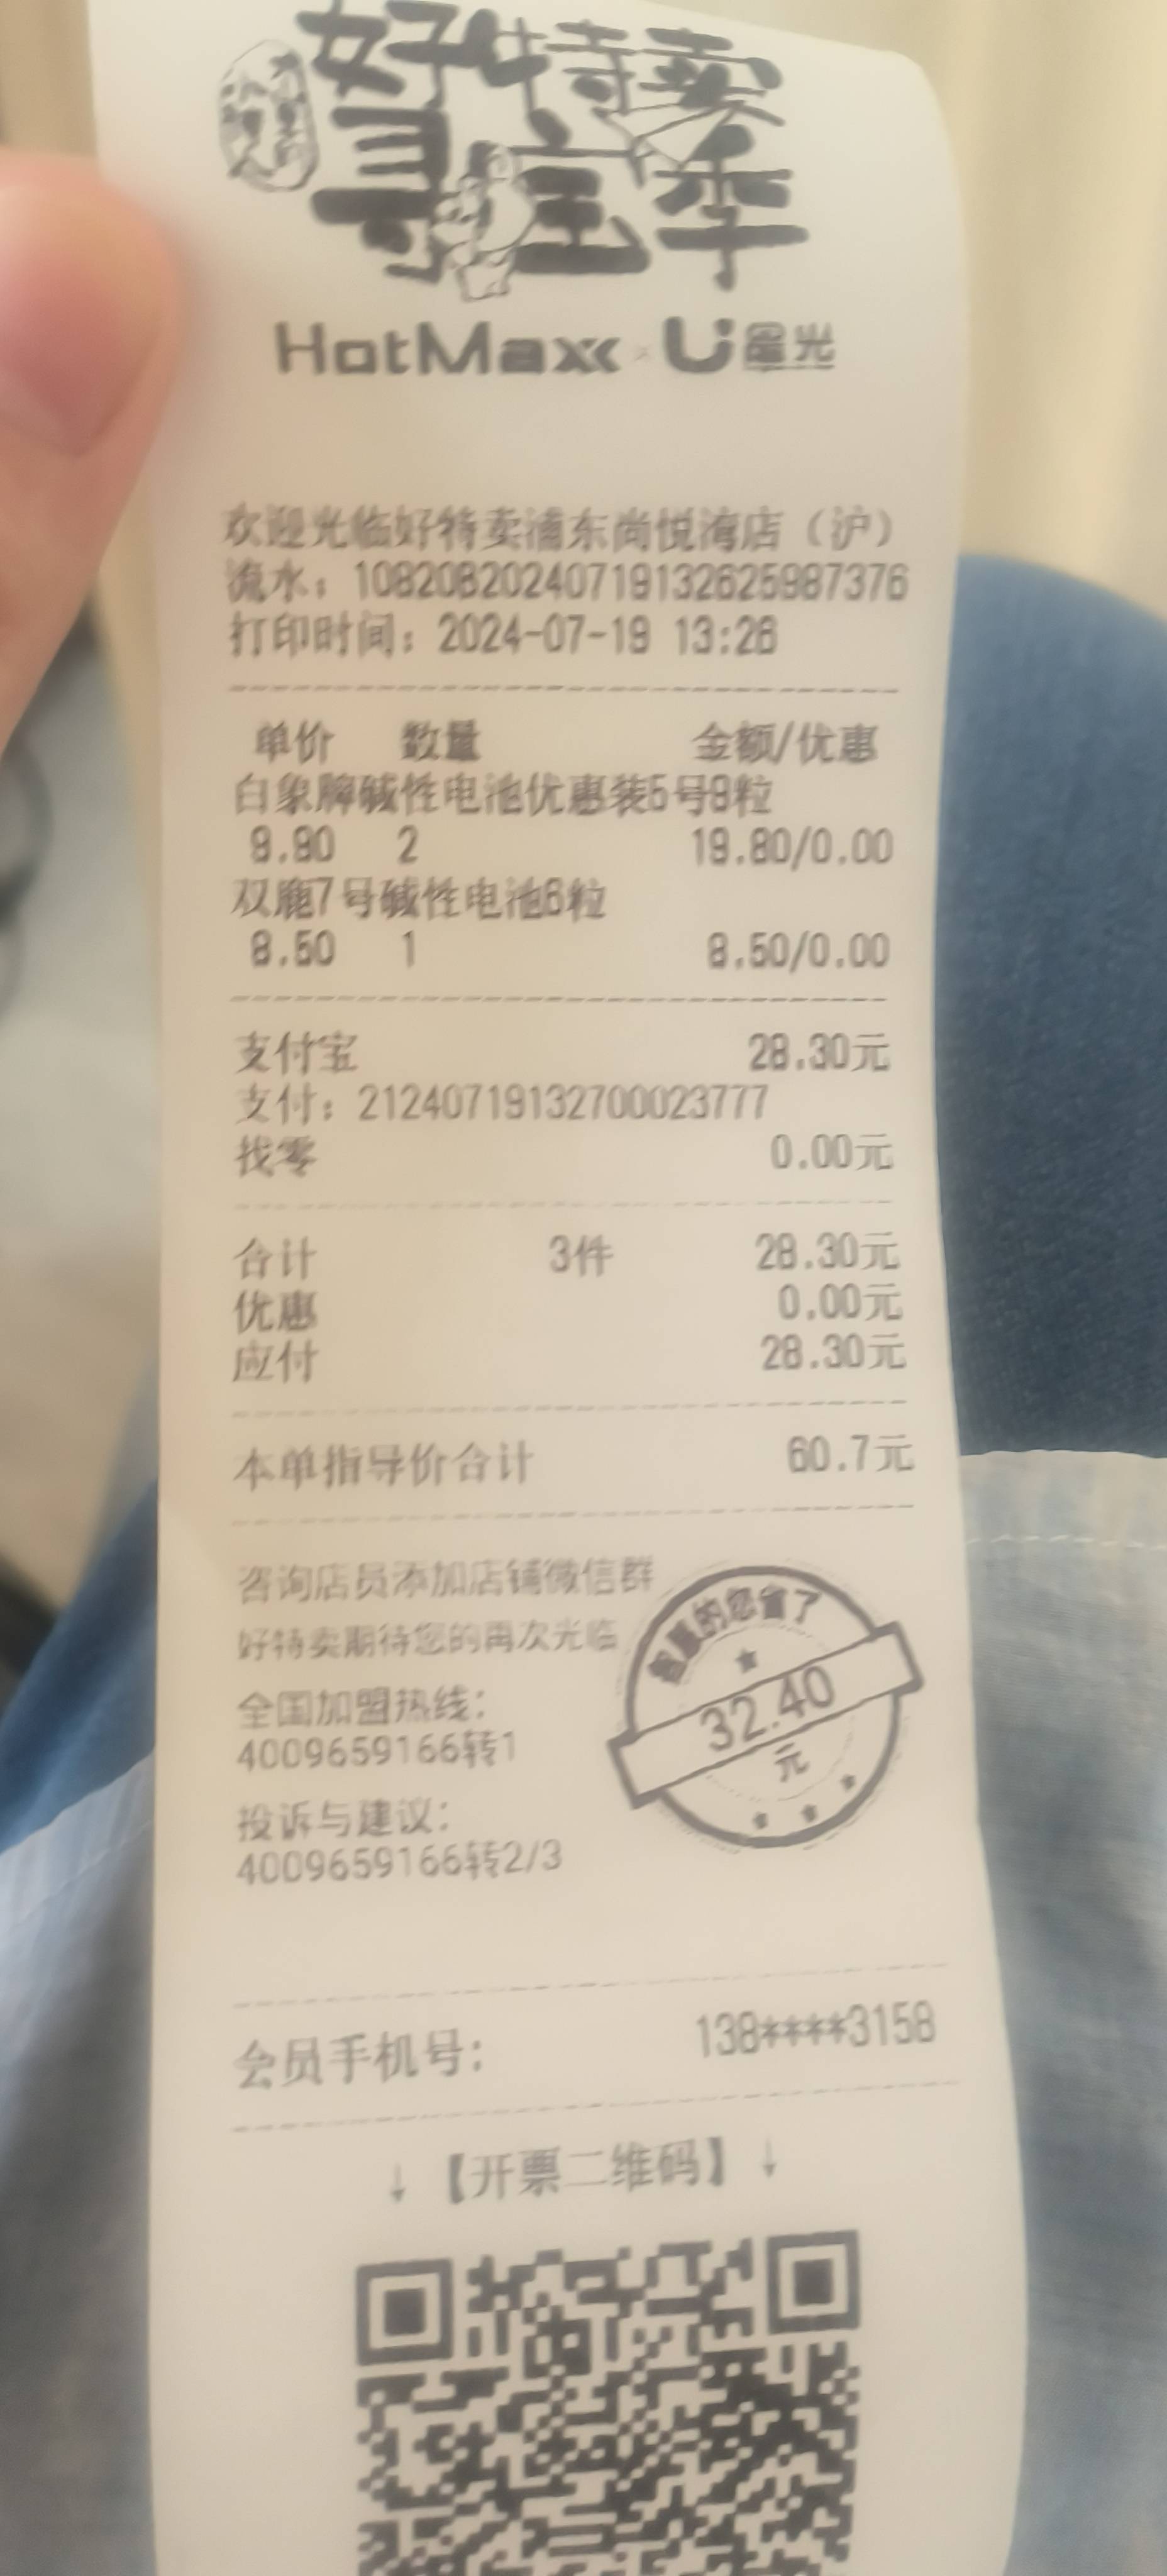 好特卖
寻宝季
HotMaxx × U星光
欢迎光临好特卖浦东尚悦湾店（沪）
流水：10820820240719132625987376
打印时间：2024-07-19 13:26
单价 数量 金额/优惠
白象牌碱性电池优惠装5号8粒
9.90 2 19.80/0.00
双鹿7号碱性电池6粒
8.50 1 8.50/0.00
支付宝 28.30元
支付：21240719132700023777
找零 0.00元
合计 3件 28.30元
优惠 0.00元
应付 28.30元
本单指导价合计 60.7元
咨询店员添加店铺微信群
好特卖期待您的再次光临
全国加盟热线：
4009659166转1
投诉与建议：
4009659166转2/3
智慧的您省了
32.40
元
会员手机号： 138****3158
↓【开票二维码】↓